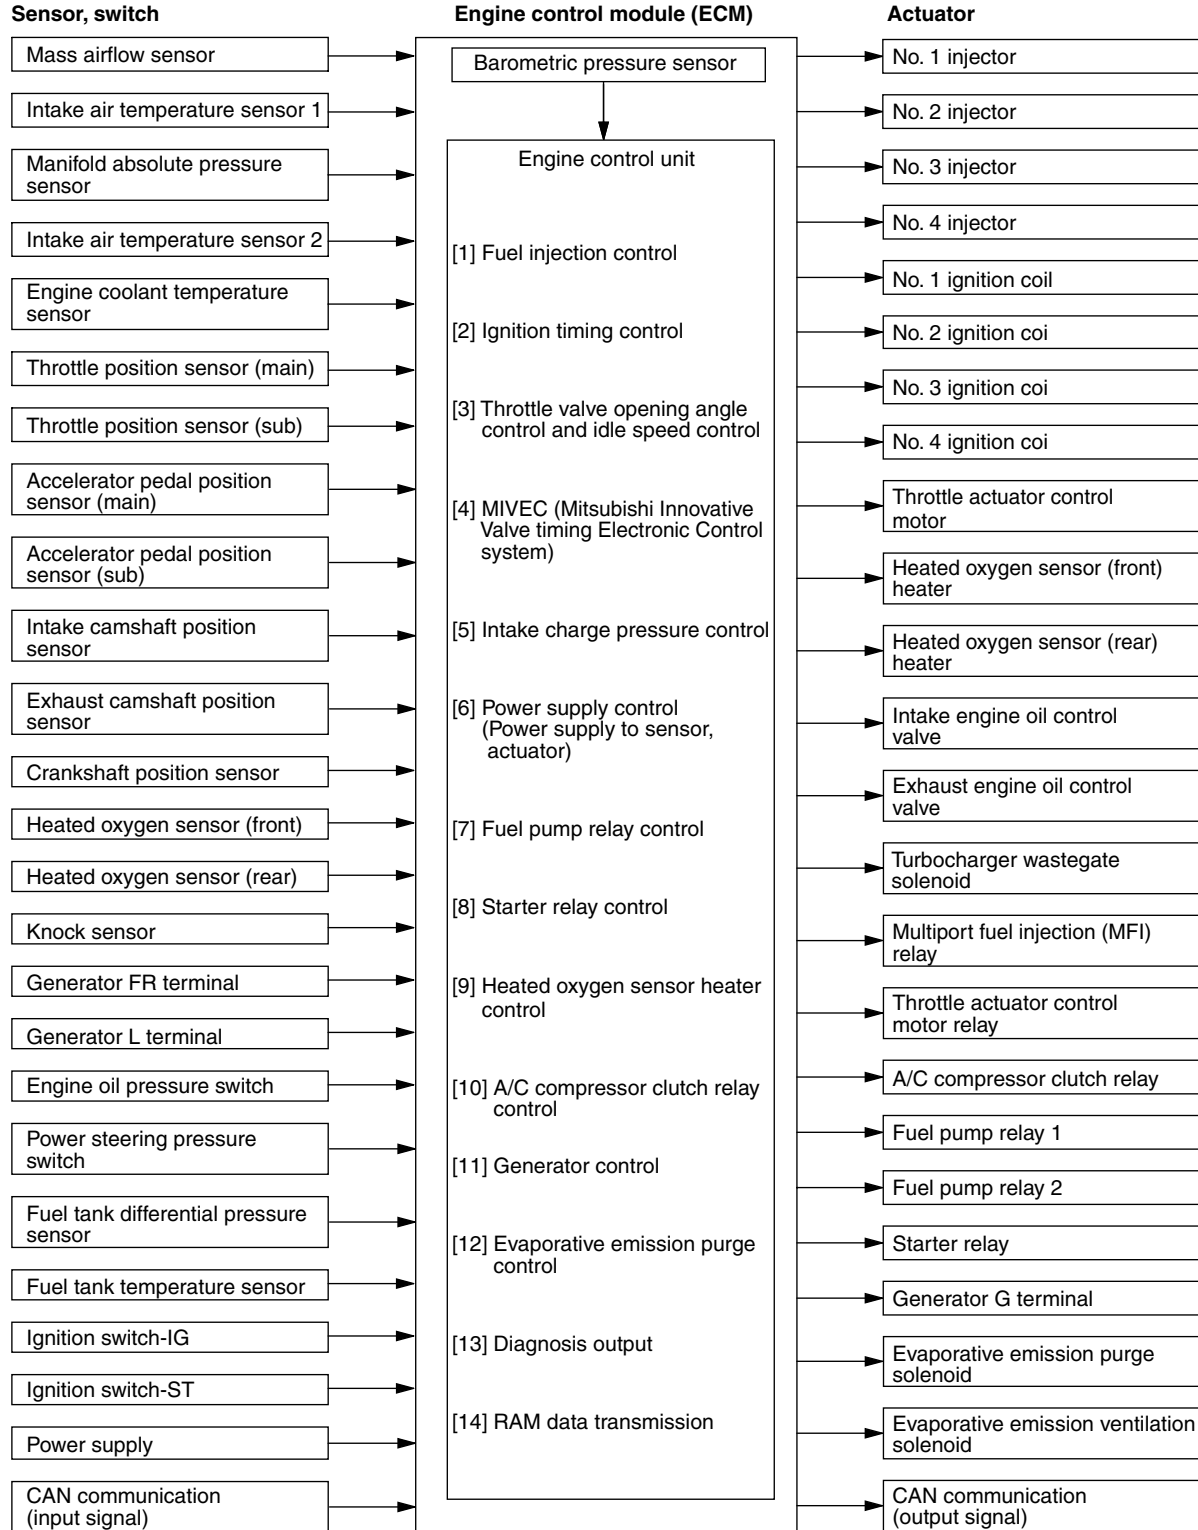 Sensor, switch
Mass airflow sensor
Intake air temperature sensor 1
Manifold absolute pressure
sensor
Intake air temperature sensor 2
Engine coolant temperature
sensor
Throttle position sensor (main)
Throttle position sensor (sub)
Accelerator pedal position
sensor (main)
Accelerator pedal position
sensor (sub)
Intake camshaft position
sensor
Exhaust camshaft position
sensor
Crankshaft position sensor
Heated oxygen sensor (front)
Heated oxygen sensor (rear)
Knock sensor
Generator FR terminal
Generator L terminal
Engine oil pressure switch
Power steering pressure
switch
Fuel tank differential pressure
sensor
Fuel tank temperature sensor
Ignition switch-IG
Ignition switch-ST
Power supply
CAN communication
(input signal)
Engine control module (ECM)
Barometric pressure sensor
Engine control unit
[1] Fuel injection control
[2] Ignition timing control
[3] Throttle valve opening angle
control and idle speed control
[4] MIVEC (Mitsubishi Innovative
Valve timing Electronic Control
system)
[5] Intake charge pressure control
[6] Power supply control
(Power supply to sensor,
actuator)
[7] Fuel pump relay control
[8] Starter relay control
[9] Heated oxygen sensor heater
control
[10] A/C compressor clutch relay
control
[11] Generator control
[12] Evaporative emission purge
control
[13] Diagnosis output
[14] RAM data transmission
Actuator
No. 1 injector
No. 2 injector
No. 3 injector
No. 4 injector
No. 1 ignition coil
No. 2 ignition coi
No. 3 ignition coi
No. 4 ignition coi
Throttle actuator control
motor
Heated oxygen sensor (front)
heater
Heated oxygen sensor (rear)
heater
Intake engine oil control
valve
Exhaust engine oil control
valve
Turbocharger wastegate
solenoid
Multiport fuel injection (MFI)
relay
Throttle actuator control
motor relay
A/C compressor clutch relay
Fuel pump relay 1
Fuel pump relay 2
Starter relay
Generator G terminal
Evaporative emission purge
solenoid
Evaporative emission ventilation
solenoid
CAN communication
(output signal)